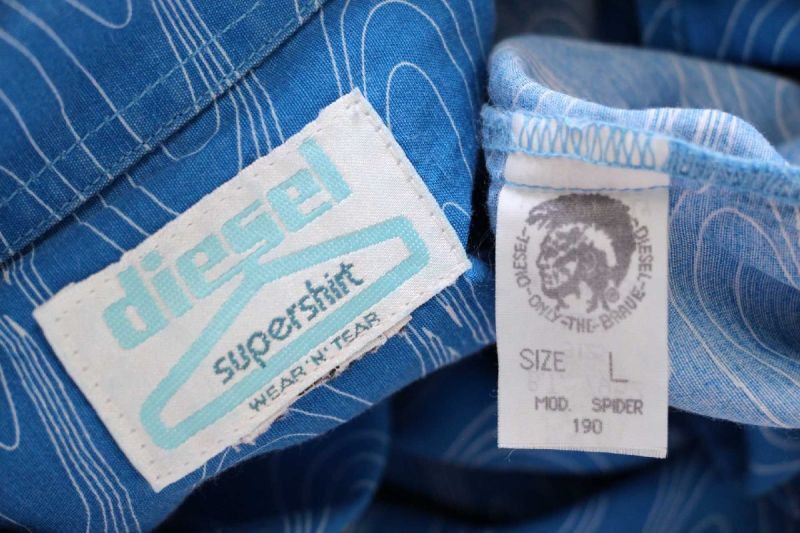 diesel
supershirt
WEAR 'N' TEAR
DIESEL-ONLY-THE-BRAVE-DIESEL
SIZE L
MOD. SPIDER
190